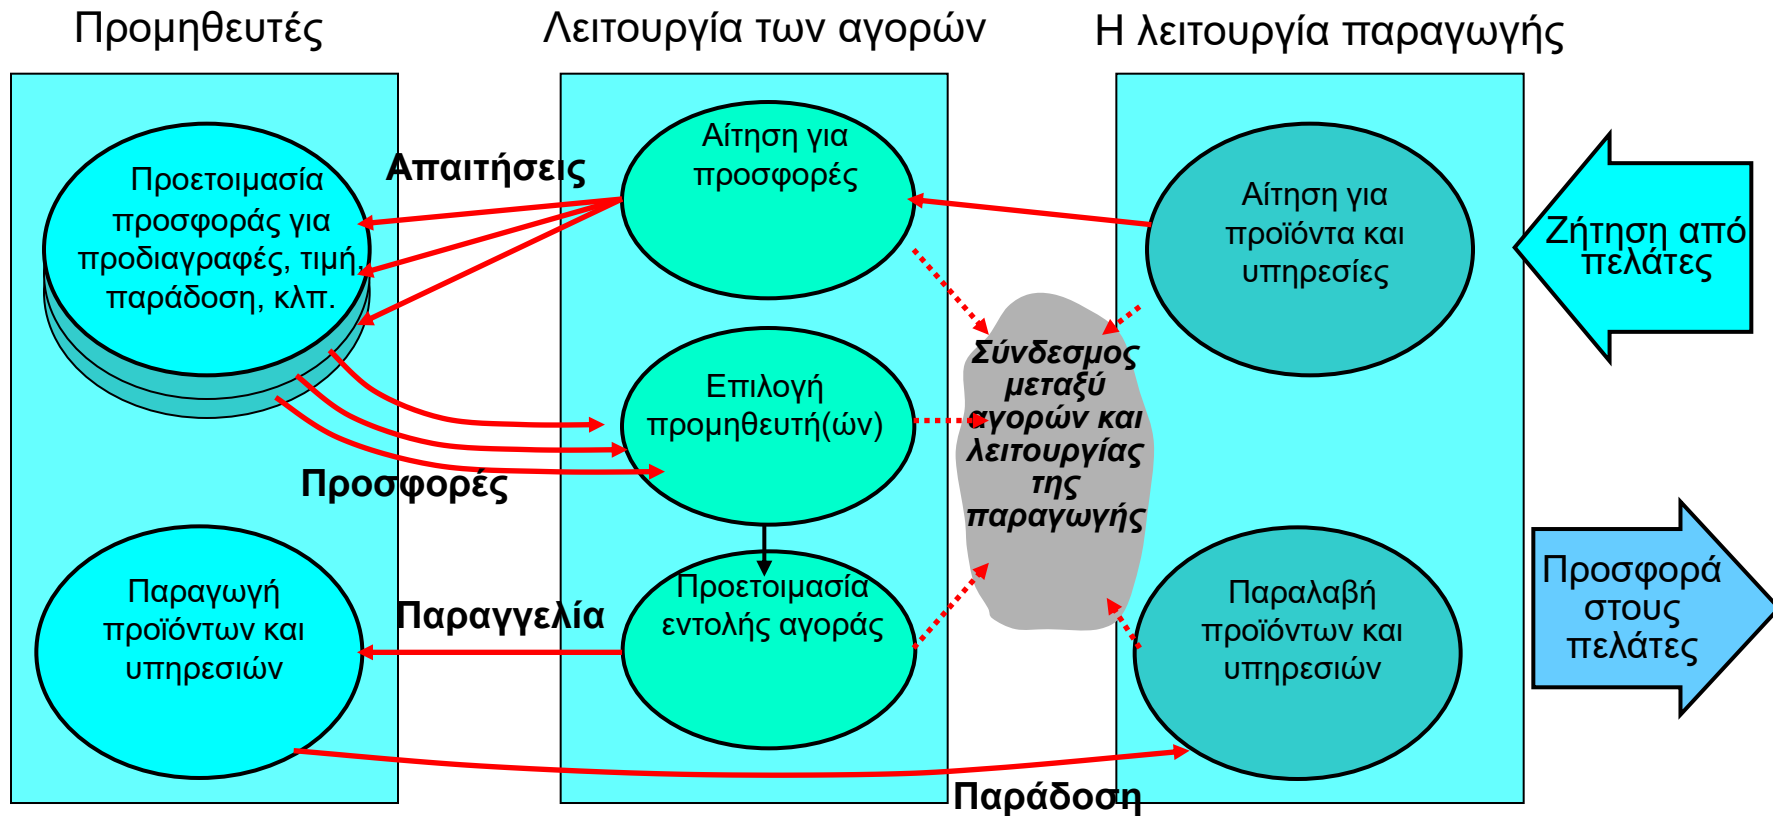 Προμηθευτές
Λειτουργία των αγορών
Η λειτουργία παραγωγής
Προετοιμασία
προσφοράς για
προδιαγραφές, τιμή,
παράδοση, κλπ.
Απαιτήσεις
Αίτηση για
προσφορές
Αίτηση για
προϊόντα και
υπηρεσίες
Ζήτηση από
πελάτες
Επιλογή
προμηθευτή(ών)
Προσφορές
Σύνδεσμος
μεταξύ
αγορών και
λειτουργίας
της
παραγωγής
Παραγωγή
προϊόντων και
υπηρεσιών
Παραγγελία
Προετοιμασία
εντολής αγοράς
Παραλαβή
προϊόντων και
υπηρεσιών
Προσφορά
στους
πελάτες
Παράδοση